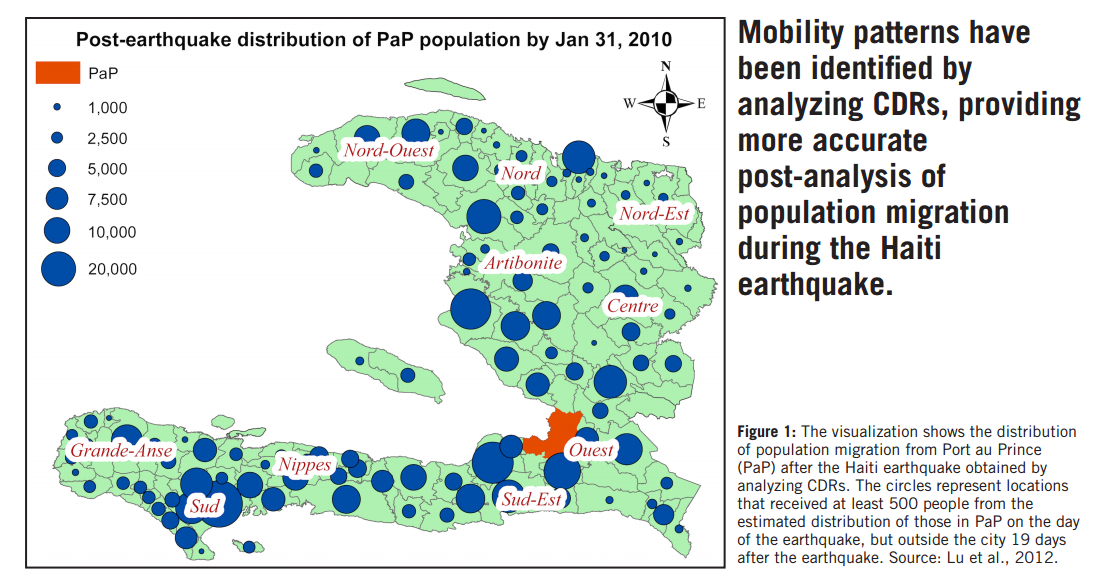 Post-earthquake distribution of PaP population by Jan 31, 2010
PaP
1,000
2,500
5,000
7,500
10,000
20,000
N
W
E
S
Nord-Ouest
Nord
Nord-Est
Artibonite
Centre
Grande-Anse
Nippes
Ouest
Sud
Sud-Est
Mobility patterns have
been identified by
analyzing CDRs, providing
more accurate
post-analysis of
population migration
during the Haiti
earthquake.
Figure 1: The visualization shows the distribution
of population migration from Port au Prince
(PaP) after the Haiti earthquake obtained by
analyzing CDRs. The circles represent locations
that received at least 500 people from the
estimated distribution of those in PaP on the day
of the earthquake, but outside the city 19 days
after the earthquake. Source: Lu et al., 2012.